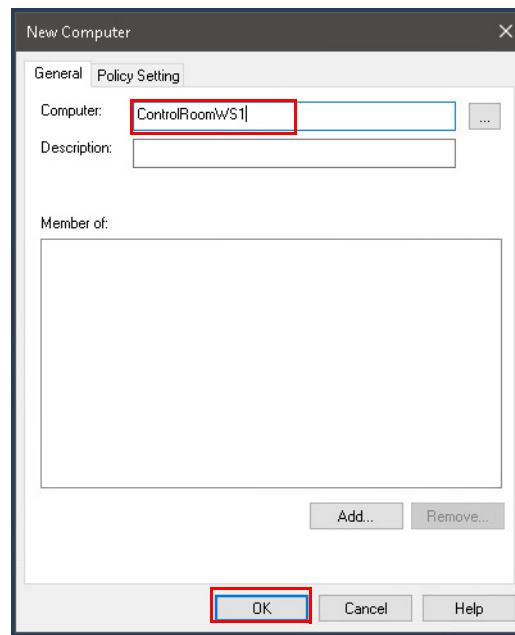 New Computer
General Policy Setting
Computer: ControlRoomWS1 ...
Description:
Member of:
Add... Remove...
OK Cancel Help